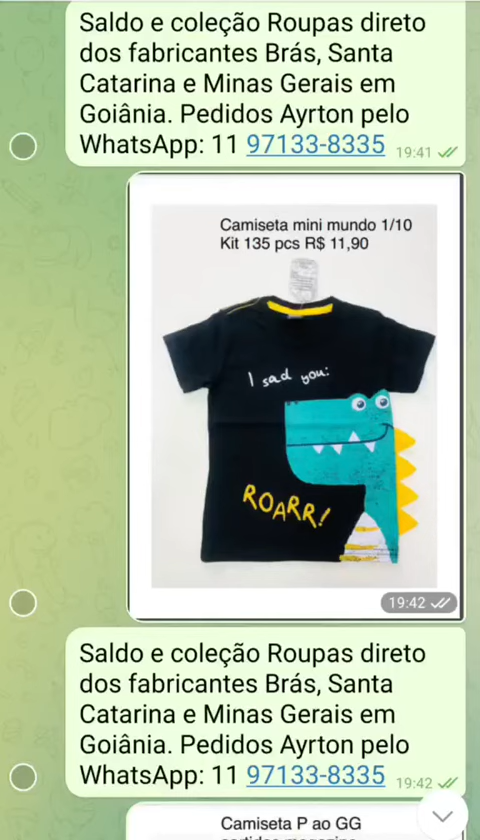 Saldo e coleção Roupas direto
dos fabricantes Brás, Santa
Catarina e Minas Gerais em
Goiânia. Pedidos Ayrton pelo
WhatsApp: 11 97133-8335 19:41
Camiseta mini mundo 1/10
Kit 135 pcs R$ 11,90
I sad you:
ROARR!
19:42
Saldo e coleção Roupas direto
dos fabricantes Brás, Santa
Catarina e Minas Gerais em
Goiânia. Pedidos Ayrton pelo
WhatsApp: 11 97133-8335 19:42
Camiseta P ao GG